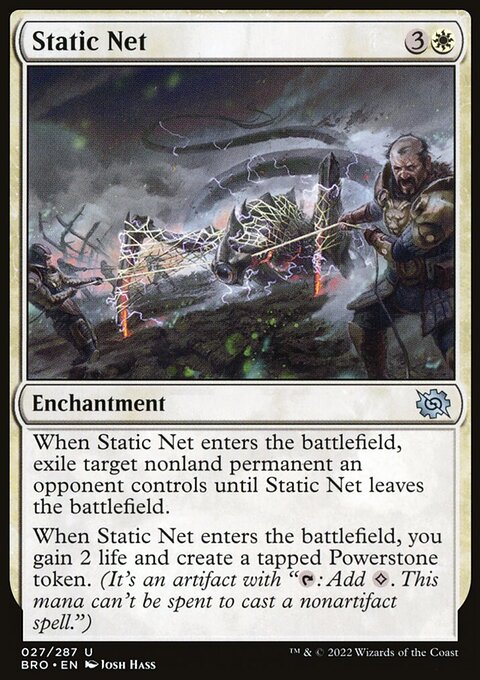 Static Net 3
Enchantment
When Static Net enters the battlefield,
exile target nonland permanent an
opponent controls until Static Net leaves
the battlefield.
When Static Net enters the battlefield, you
gain 2 life and create a tapped Powerstone
token. (It's an artifact with “: Add . This
mana can't be spent to cast a nonartifact
spell.”)
027/287 U
BRO • EN Josh Hass
™ & © 2022 Wizards of the Coast